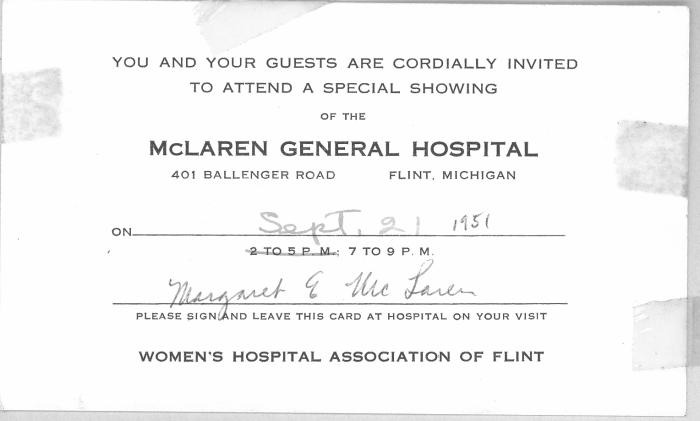 YOU AND YOUR GUESTS ARE CORDIALLY INVITED
TO ATTEND A SPECIAL SHOWING
OF THE
McLAREN GENERAL HOSPITAL
401 BALLENGER ROAD FLINT, MICHIGAN
ON Sept. 21 1951
2 TO 5 P. M.; 7 TO 9 P. M.
Margaret E McLaren
PLEASE SIGN AND LEAVE THIS CARD AT HOSPITAL ON YOUR VISIT
WOMEN'S HOSPITAL ASSOCIATION OF FLINT